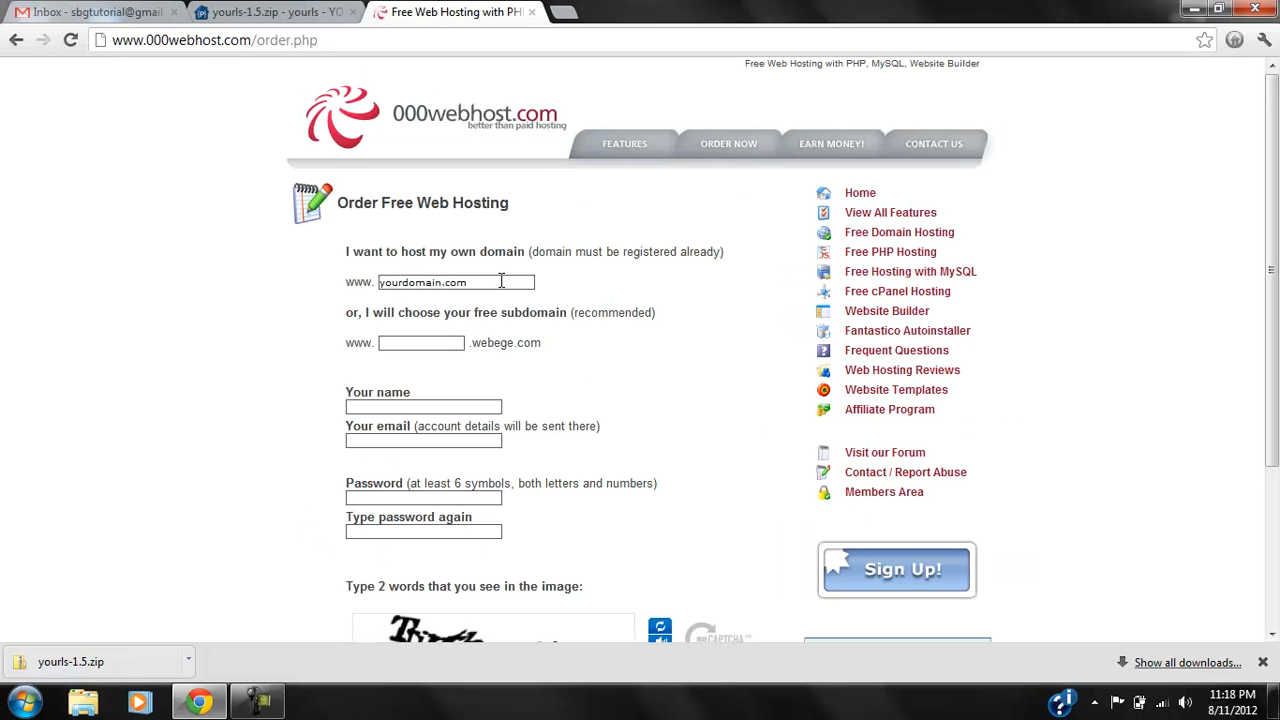 Inbox - sbgtutorial@gmail
yourls-1.5.zip - yourls - YO
Free Web Hosting with PH
www.000webhost.com/order.php
Free Web Hosting with PHP, MySQL, Website Builder
000webhost.com
better than paid hosting
FEATURES
ORDER NOW
EARN MONEY!
CONTACT US
Order Free Web Hosting
I want to host my own domain (domain must be registered already)
www. yourdomain.com
or, I will choose your free subdomain (recommended)
www. .webege.com
Your name
Your email (account details will be sent there)
Password (at least 6 symbols, both letters and numbers)
Type password again
Type 2 words that you see in the image:
Home
View All Features
Free Domain Hosting
Free PHP Hosting
Free Hosting with MySQL
Free cPanel Hosting
Website Builder
Fantastico Autoinstaller
Frequent Questions
Web Hosting Reviews
Website Templates
Affiliate Program
Visit our Forum
Contact / Report Abuse
Members Area
Sign Up!
yourls-1.5.zip
Show all downloads...
11:18 PM
8/11/2012